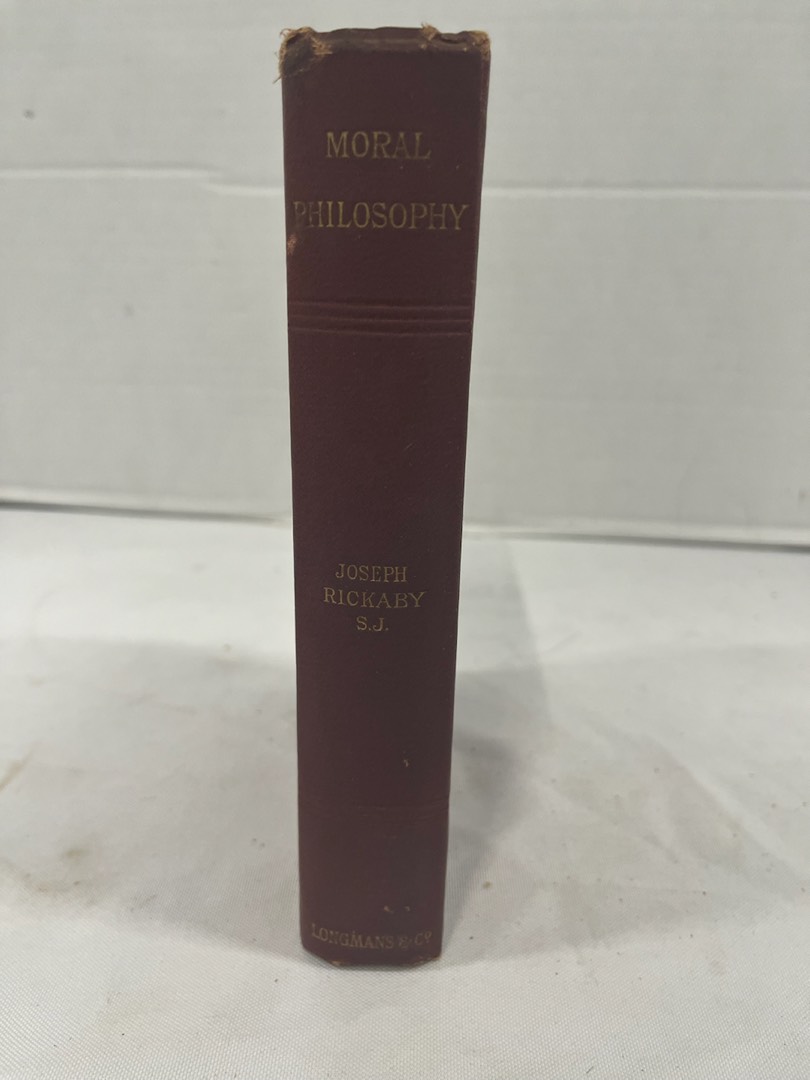 MORAL
PHILOSOPHY
JOSEPH
RICKABY
S.J.
LONGMANS & Co